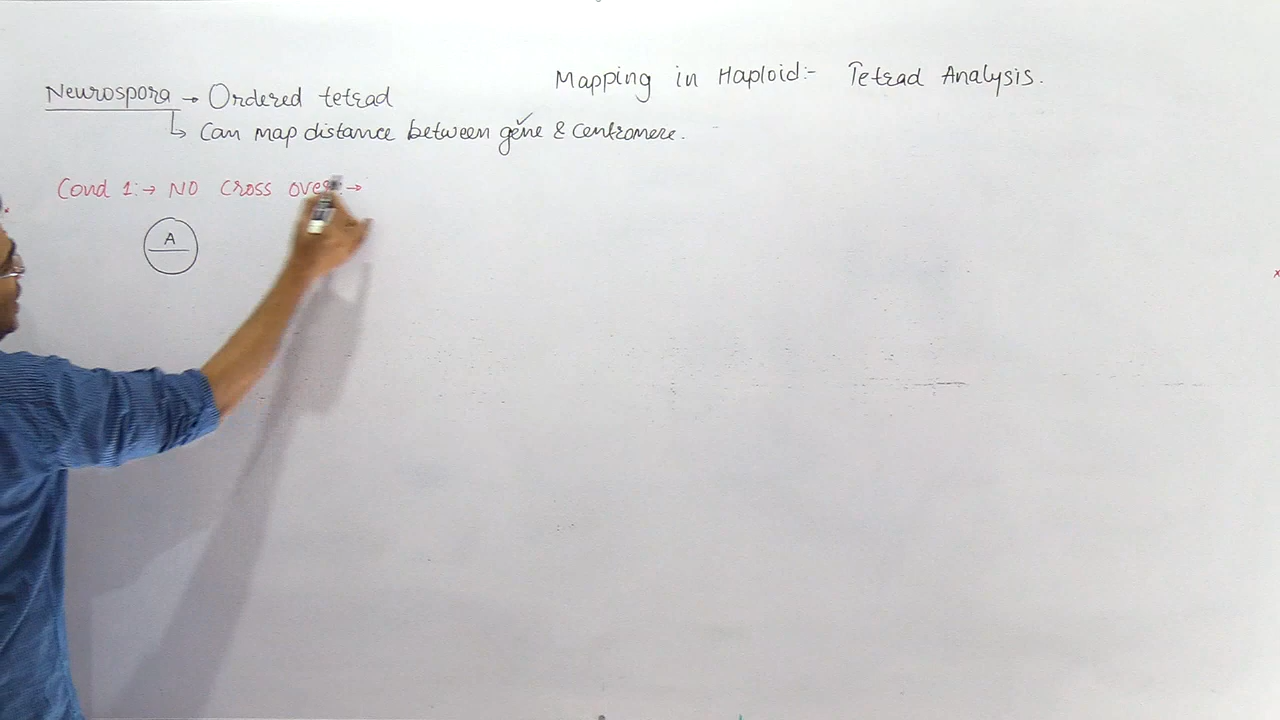 Mapping in Haploid:- Tetrad Analysis.
Neurospora → Ordered tetrad
↳ Can map distance between gene & Centromere.
Cond 1:→ NO Cross over:→
A